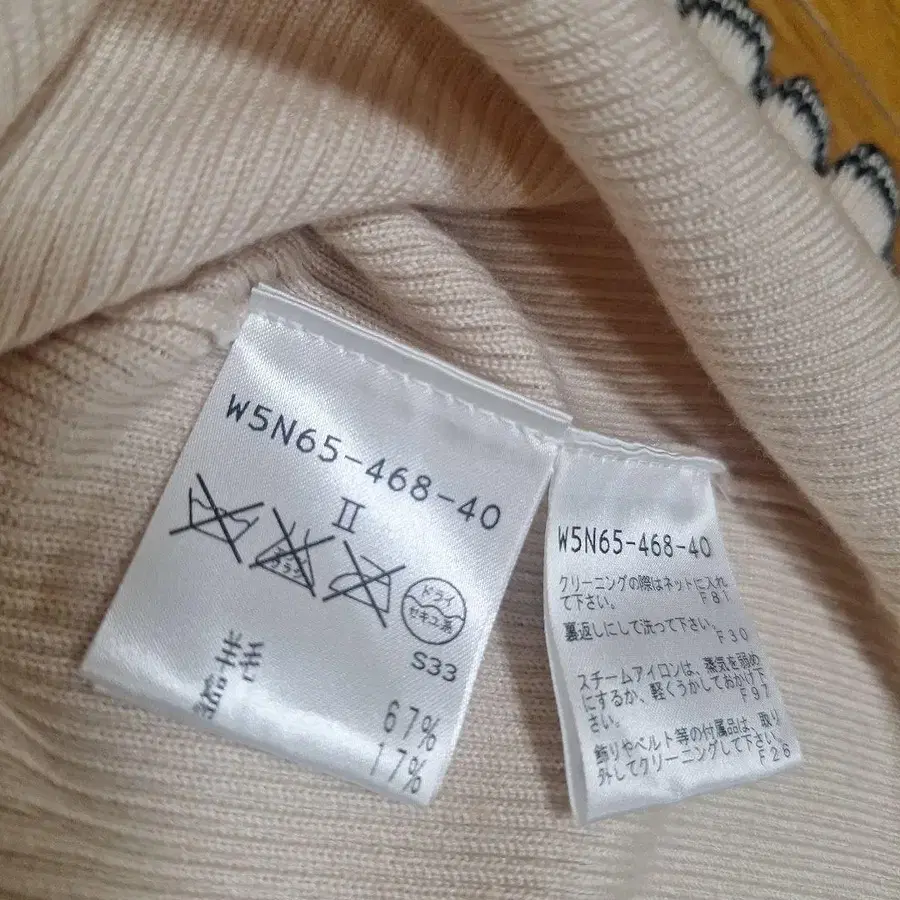 W5N65-468-40
II
ドライ
セキユ系
S33
67%
17%
W5N65-468-40
クリーニングの際はネットに入れ
て下さい。 F81
裏返しにして洗って下さい。
F30
スチームアイロンは、蒸気を弱め
にするか、軽くうかしておかけ下
さい。 F97
飾りやベルト等の付属品は、取り
外してクリーニングして下さい。
F26